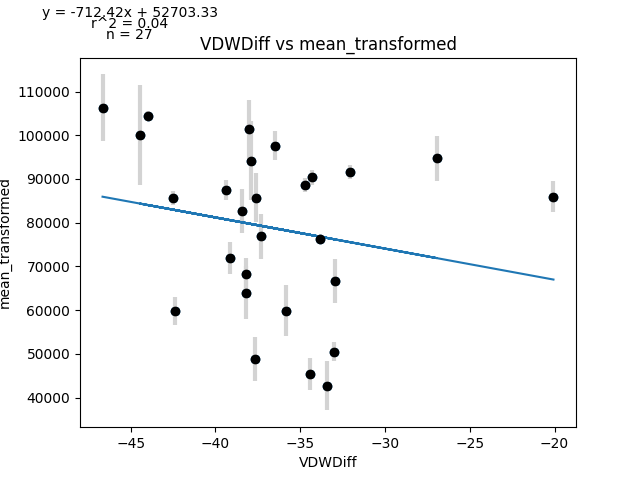 y = -712.42x + 52703.33
r^2 = 0.04
n = 27
VDWDiff vs mean_transformed
110000
100000
90000
80000
70000
60000
50000
40000
mean_transformed
−45
−40
−35
−30
−25
−20
VDWDiff